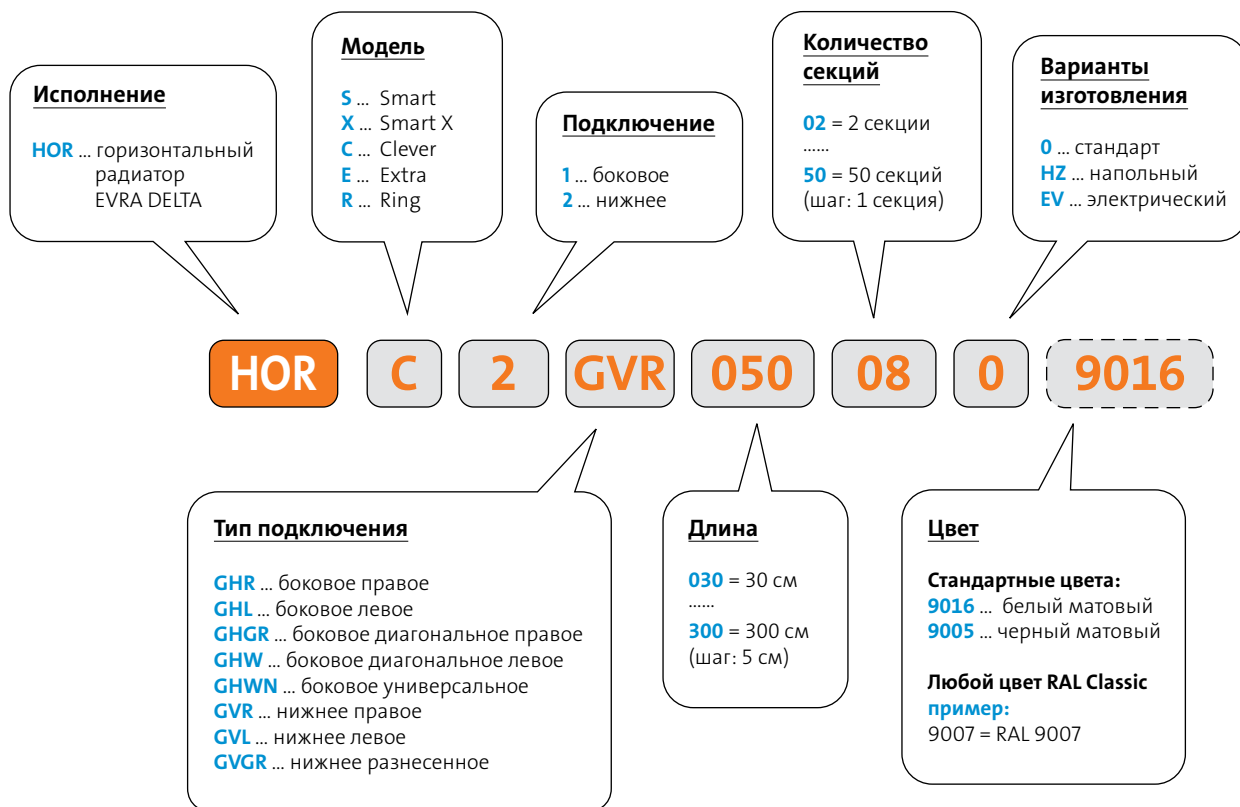 Исполнение
HOR ... горизонтальный
радиатор
EVRA DELTA
Модель
S ... Smart
X ... Smart X
C ... Clever
E ... Extra
R ... Ring
Подключение
1 ... боковое
2 ... нижнее
Количество
секций
02 = 2 секции
......
50 = 50 секций
(шаг: 1 секция)
Варианты
изготовления
0 ... стандарт
HZ ... напольный
EV ... электрический
HOR C 2 GVR 050 08 0 9016
Тип подключения
GHR ... боковое правое
GHL ... боковое левое
GHGR ... боковое диагональное правое
GHW ... боковое диагональное левое
GHWN ... боковое универсальное
GVR ... нижнее правое
GVL ... нижнее левое
GVGR ... нижнее разнесенное
Длина
030 = 30 см
......
300 = 300 см
(шаг: 5 см)
Цвет
Стандартные цвета:
9016 ... белый матовый
9005 ... черный матовый
Любой цвет RAL Classic
пример:
9007 = RAL 9007